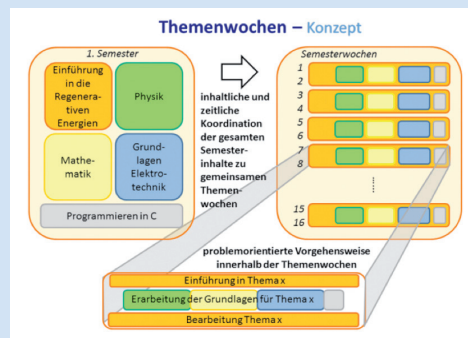 Themenwochen – Konzept
1. Semester
Einführung
in die
Regenera-
tiven
Energien
Physik
Mathe-
matik
Grund-
lagen
Elektro-
technik
Programmieren in C
inhaltliche und
zeitliche
Koordination
der gesamten
Semester-
inhalte zu
gemeinsamen
Themen-
wochen
Semesterwochen
1
2
3
4
5
6
7
8
15
16
problemorientierte Vorgehensweise
innerhalb der Themenwochen
Einführung in Thema x
Erarbeitung der Grundlagen für Thema x
Bearbeitung Thema x